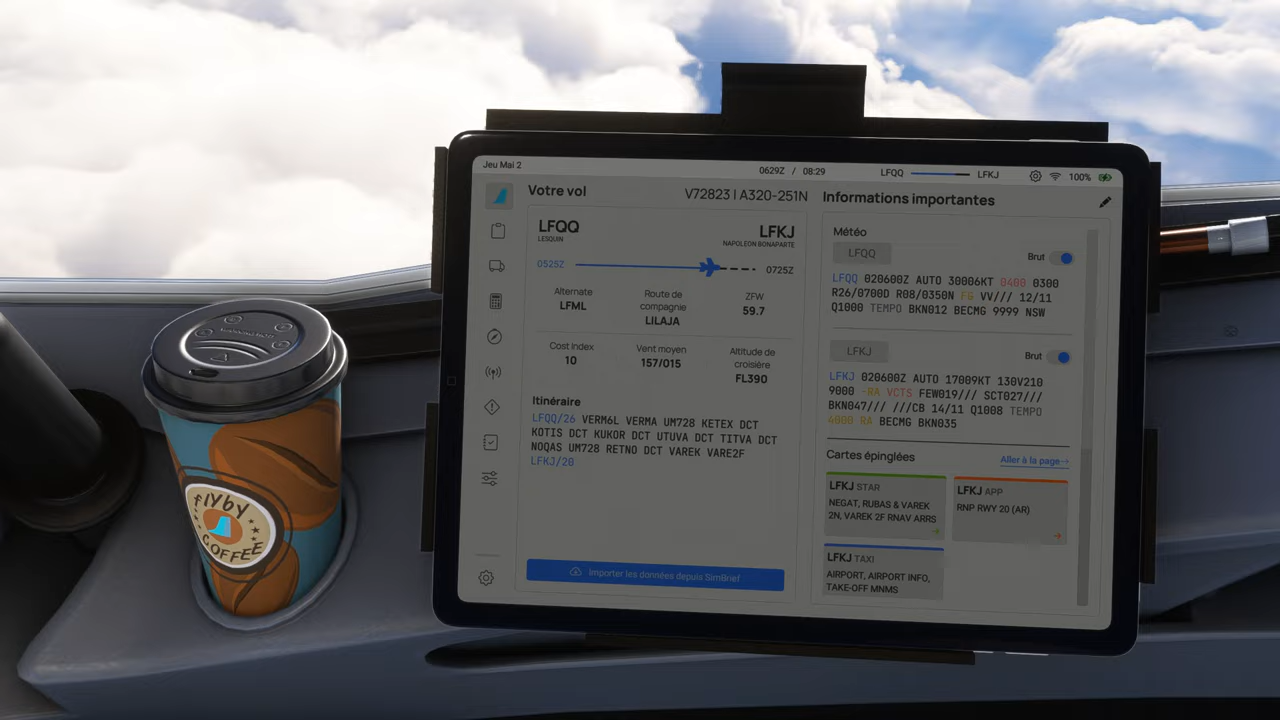 Jeu Mai 2
0629Z / 08:29
LFQQ
LFKJ
100%
Votre vol
V72823 | A320-251N
LFQQ
LESQUIN
LFKJ
NAPOLEON BONAPARTE
0525Z
0725Z
Alternate
LFML
Route de
compagnie
LILAJA
ZFW
59.7
Cost Index
10
Vent moyen
157/015
Altitude de
croisière
FL390
Itinéraire
LFQQ/26 VERM6L VERMA UM728 KETEX DCT
KOTIS DCT KUKOR DCT UTUVA DCT TITVA DCT
NOQAS UM728 RETNO DCT VAREK VARE2F
LFKJ/20
Importer les données depuis SimBrief
Informations importantes
Météo
LFQQ
Brut
LFQQ 020600Z AUTO 30006KT 0400 0300
R26/0700D R08/0350N FG VV/// 12/11
Q1000 TEMPO BKN012 BECMG 9999 NSW
LFKJ
Brut
LFKJ 020600Z AUTO 17009KT 130V210
9000 -RA VCTS FEW019/// SCT027///
BKN047/// ///CB 14/11 Q1008 TEMPO
4000 RA BECMG BKN035
Cartes épinglées
Aller à la page
LFKJ STAR
NEGAT, RUBAS & VAREK
2N, VAREK 2F RNAV ARRS
LFKJ APP
RNP RWY 20 (AR)
LFKJ TAXI
AIRPORT, AIRPORT INFO,
TAKE-OFF MNMS
FlYBY
COFFEE